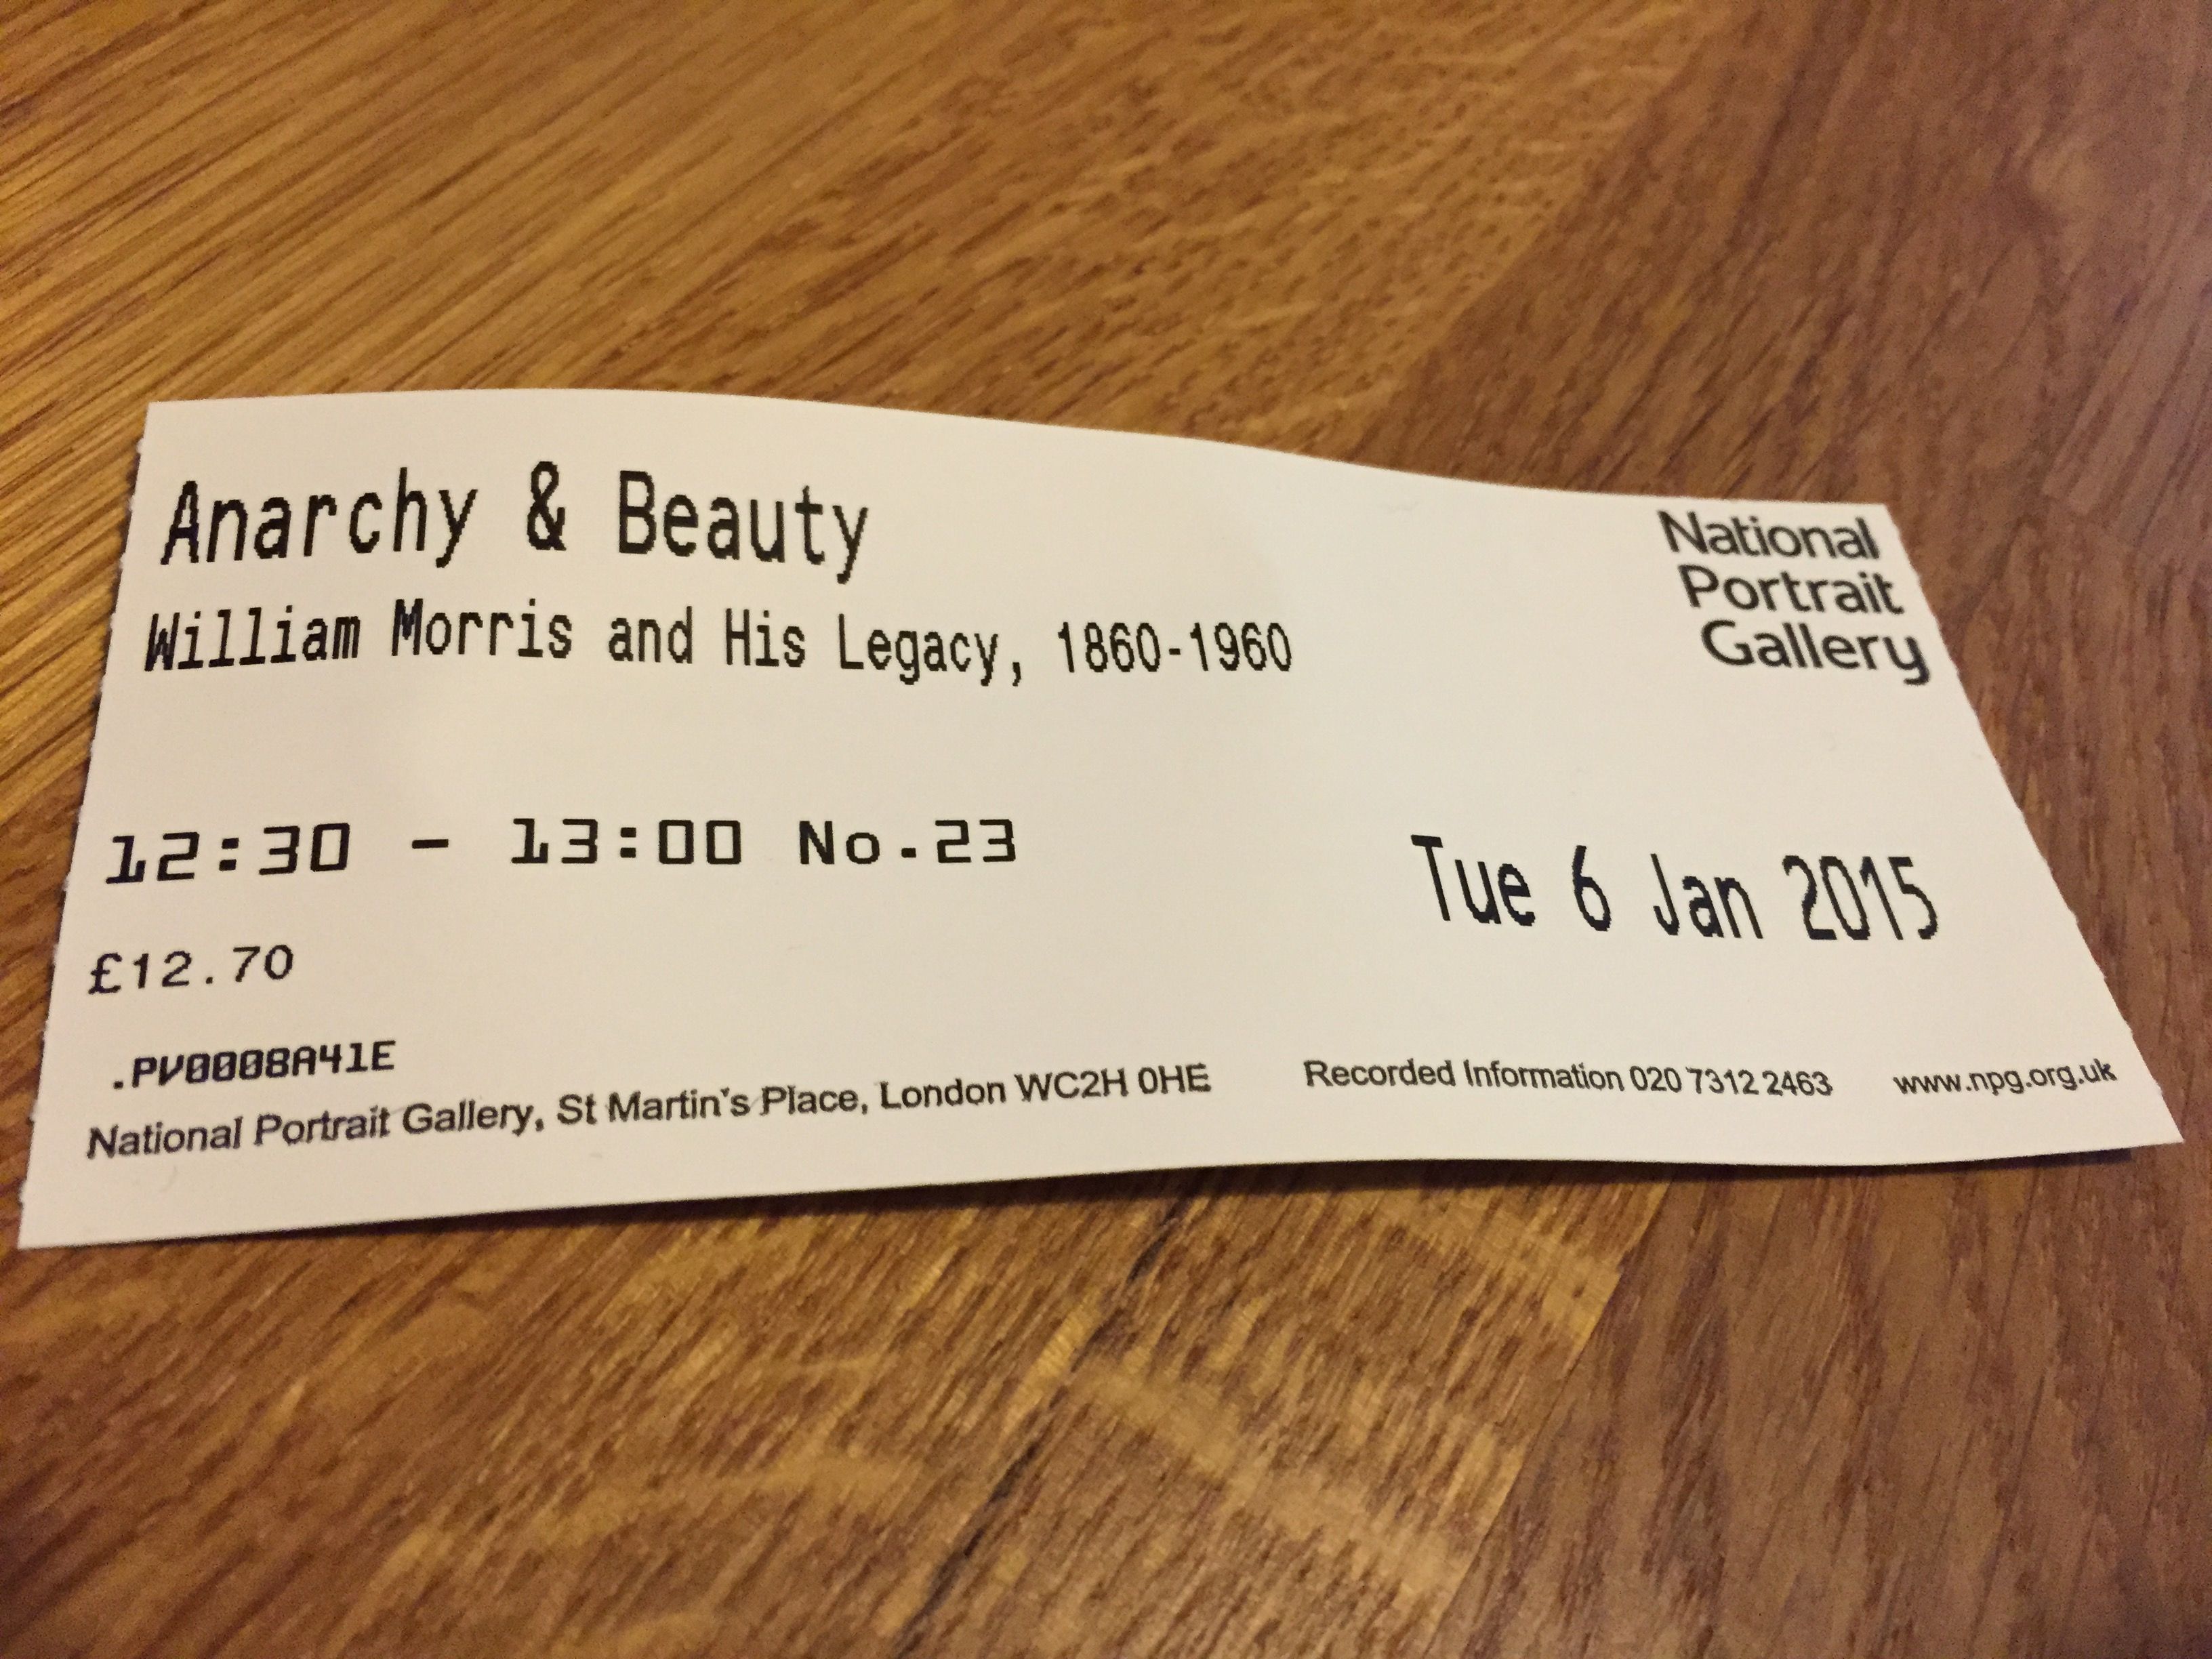 Anarchy & Beauty
William Morris and His Legacy, 1860-1960
National
Portrait
Gallery
12:30 - 13:00 No.23
Tue 6 Jan 2015
£12.70
.PV0008A41E
National Portrait Gallery, St Martin's Place, London WC2H 0HE Recorded Information 020 7312 2463 www.npg.org.uk